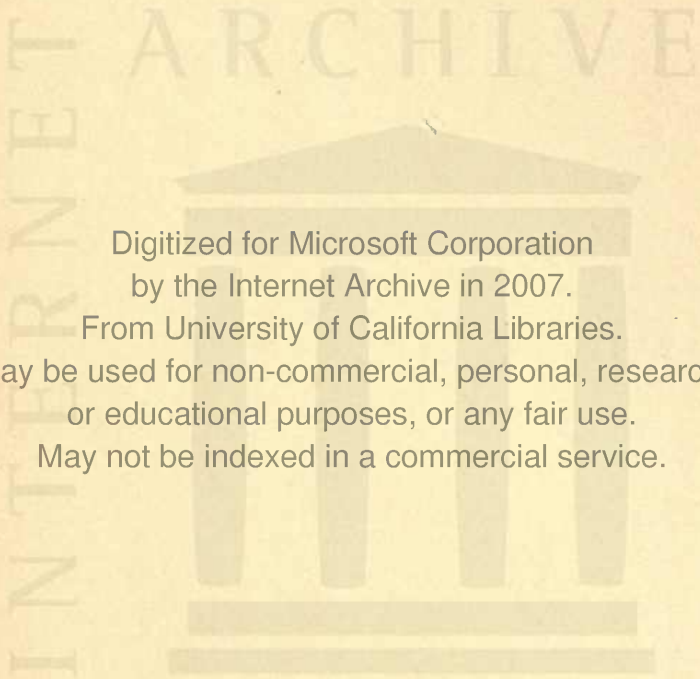 INTERNET ARCHIVE
Digitized for Microsoft Corporation
by the Internet Archive in 2007.
From University of California Libraries.
ay be used for non-commercial, personal, researc
or educational purposes, or any fair use.
May not be indexed in a commercial service.